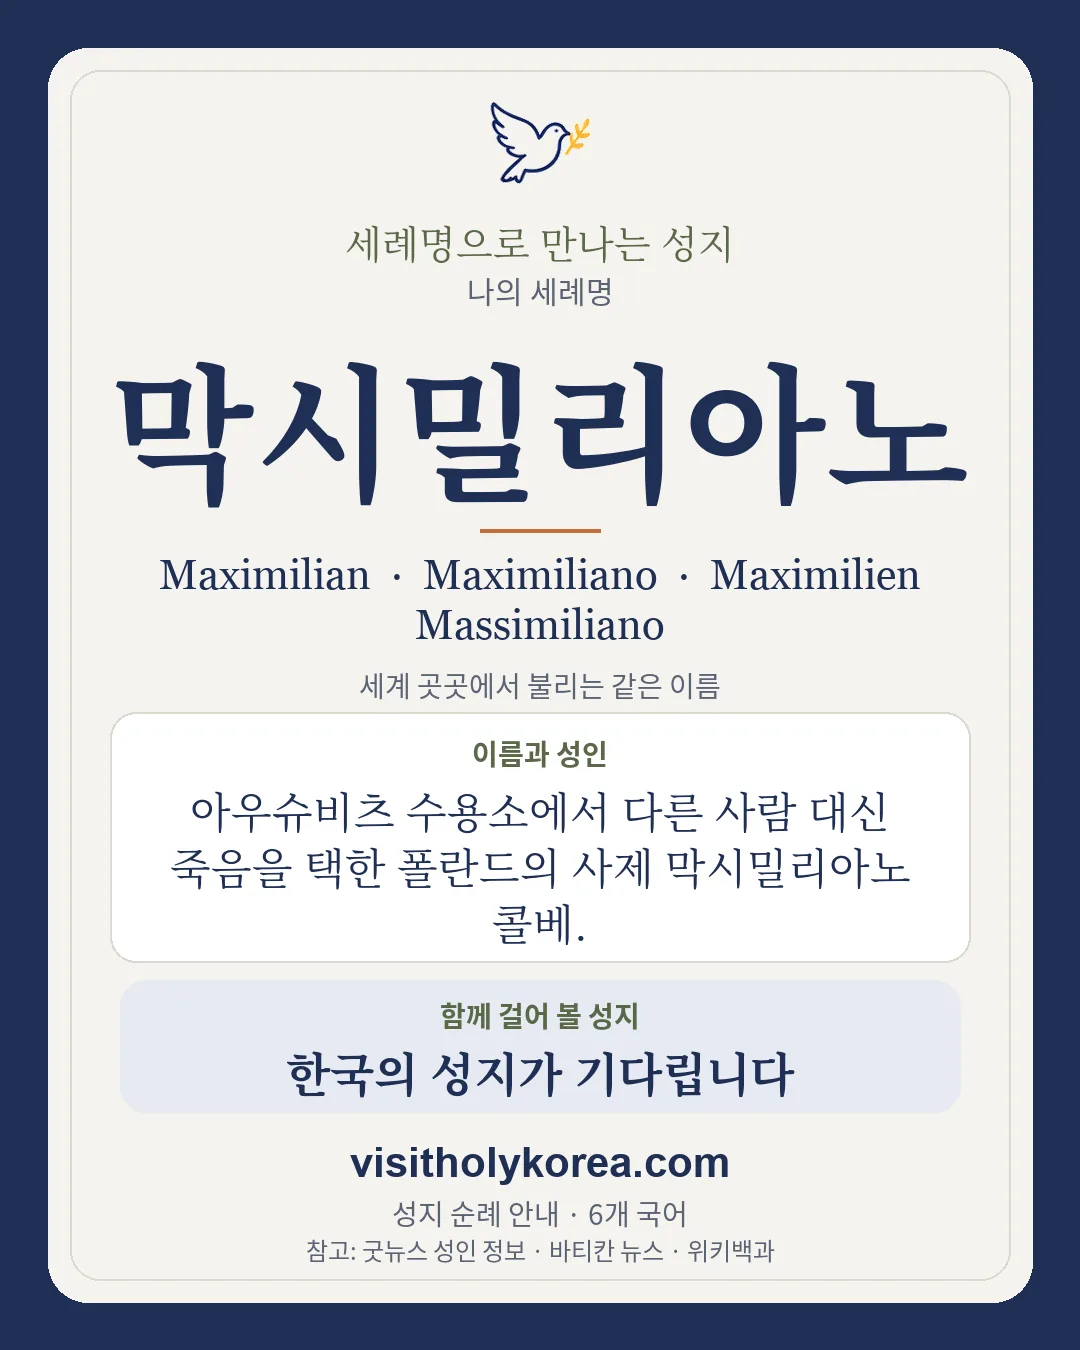 세례명으로 만나는 성지
나의 세례명
막시밀리아노
Maximilian · Maximiliano · Maximilien
Massimiliano
세계 곳곳에서 불리는 같은 이름
이름과 성인
아우슈비츠 수용소에서 다른 사람 대신
죽음을 택한 폴란드의 사제 막시밀리아노
콜베.
함께 걸어 볼 성지
한국의 성지가 기다립니다
visitholykorea.com
성지 순례 안내 · 6개 국어
참고: 굿뉴스 성인 정보 · 바티칸 뉴스 · 위키백과